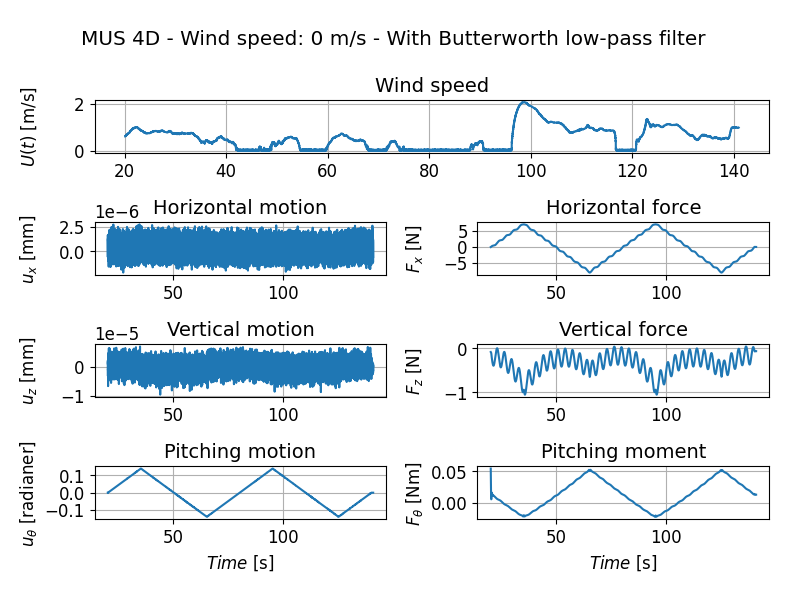 MUS 4D - Wind speed: 0 m/s - With Butterworth low-pass filter
Wind speed
U(t) [m/s]
2
0
20 40 60 80 100 120 140
1e−6 Horizontal motion
u_x [mm]
2.5
0.0
50 100
Horizontal force
F_x [N]
5
0
−5
50 100
1e−5 Vertical motion
u_z [mm]
0
−1
50 100
Vertical force
F_z [N]
0
−1
50 100
Pitching motion
u_θ [radianer]
0.1
0.0
−0.1
50 100
Time [s]
Pitching moment
F_θ [Nm]
0.05
0.00
50 100
Time [s]